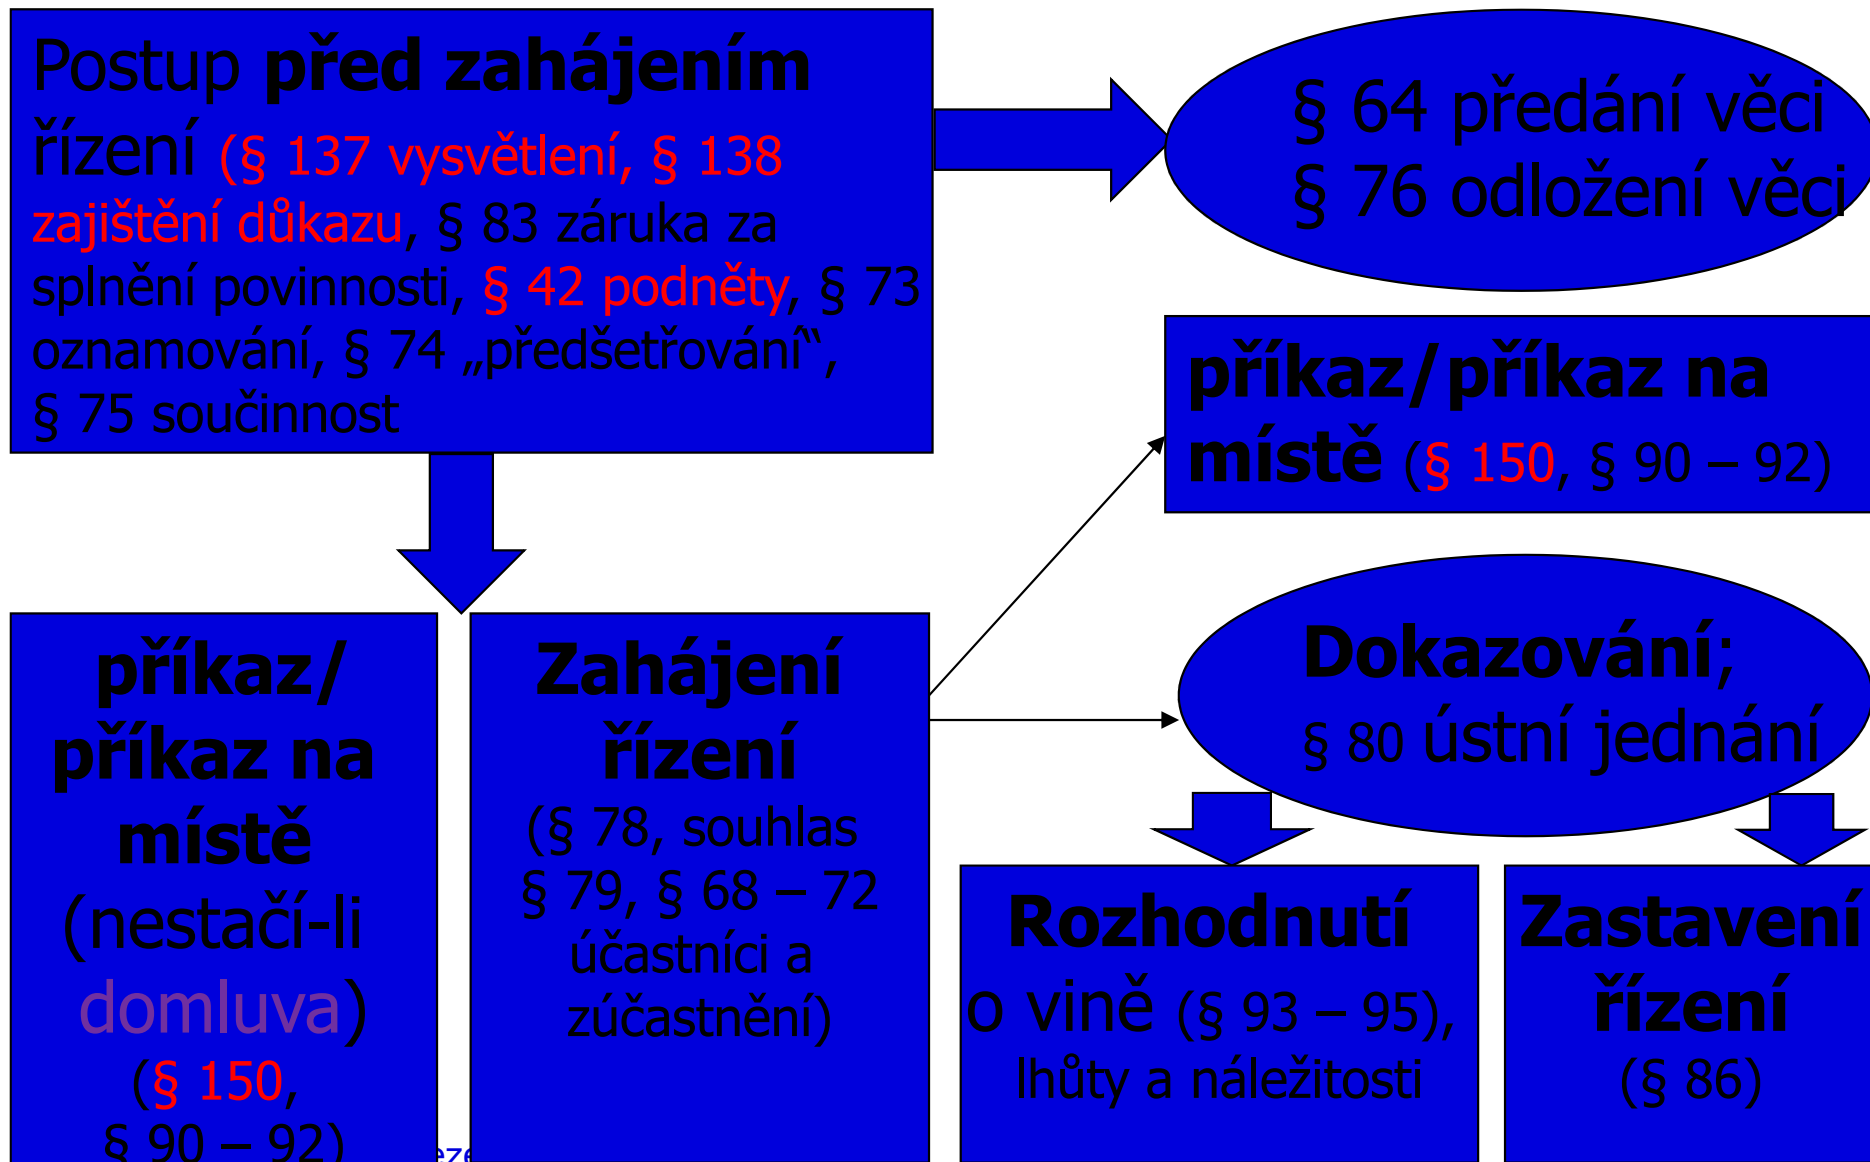 Postup před zahájením
řízení (§ 137 vysvětlení, § 138
zajištění důkazu, § 83 záruka za
splnění povinnosti, § 42 podněty, § 73
oznamování, § 74 „předšetřování“,
§ 75 součinnost
§ 64 předání věci
§ 76 odložení věci
příkaz/příkaz na
místě (§ 150, § 90 – 92)
příkaz/
příkaz na
místě
(nestačí-li
domluva)
(§ 150,
§ 90 – 92)
Zahájení
řízení
(§ 78, souhlas
§ 79, § 68 – 72
účastníci a
zúčastnění)
Dokazování;
§ 80 ústní jednání
Rozhodnutí
o vině (§ 93 – 95),
lhůty a náležitosti
Zastavení
řízení
(§ 86)